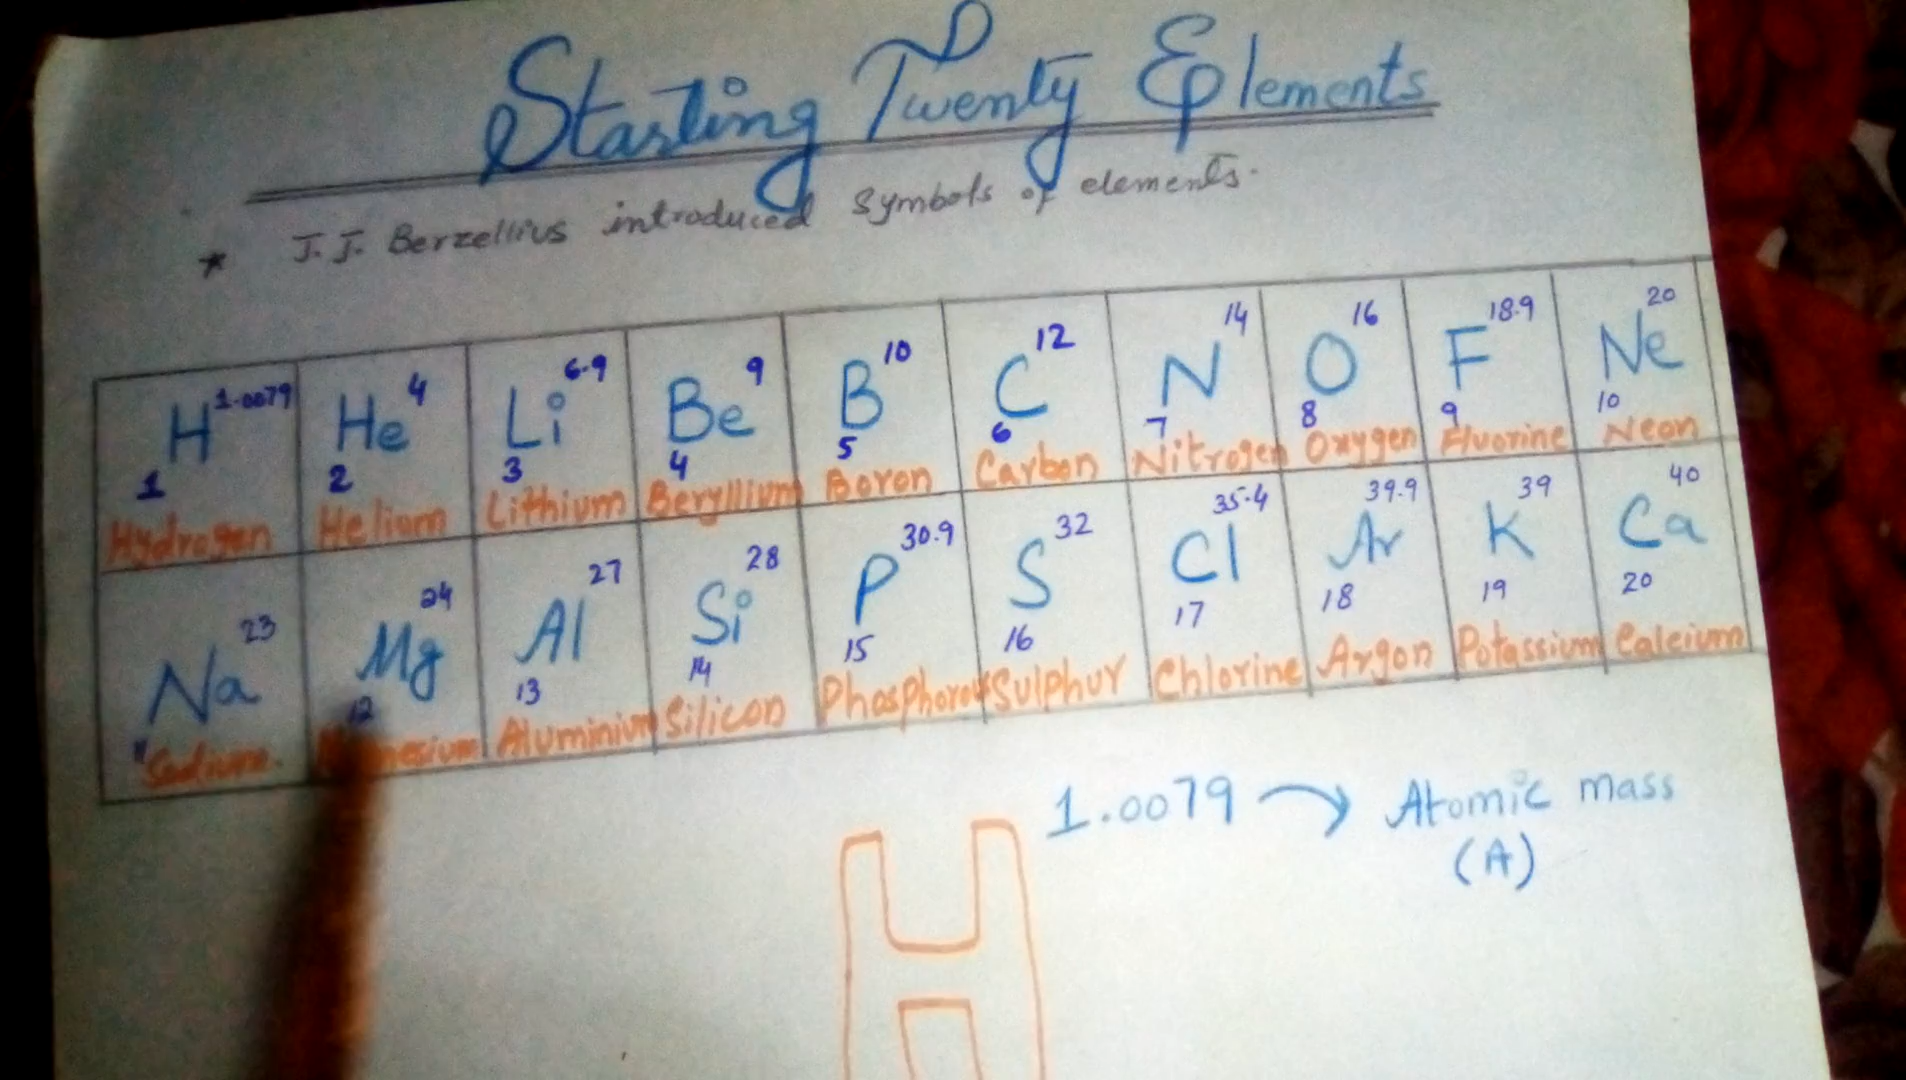 Starting Twenty Elements
* J.J. Berzellius introduced symbols of elements.
H 1.0079 1 Hydrogen
He 4 2 Helium
Li 6.9 3 Lithium
Be 9 4 Beryllium
B 10 5 Boron
C 12 6 Carbon
N 14 7 Nitrogen
O 16 8 Oxygen
F 18.9 9 Fluorine
Ne 20 10 Neon
Na 23 11 Sodium
Mg 24 12
Al 27 13 Aluminium
Si 28 14 Silicon
P 30.9 15
S 32 16 Sulphur
Cl 35.4 17 Chlorine
Ar 39.9 18 Argon
K 39 19 Potassium
Ca 40 20 Calcium
1.0079 → Atomic mass
(A)
H